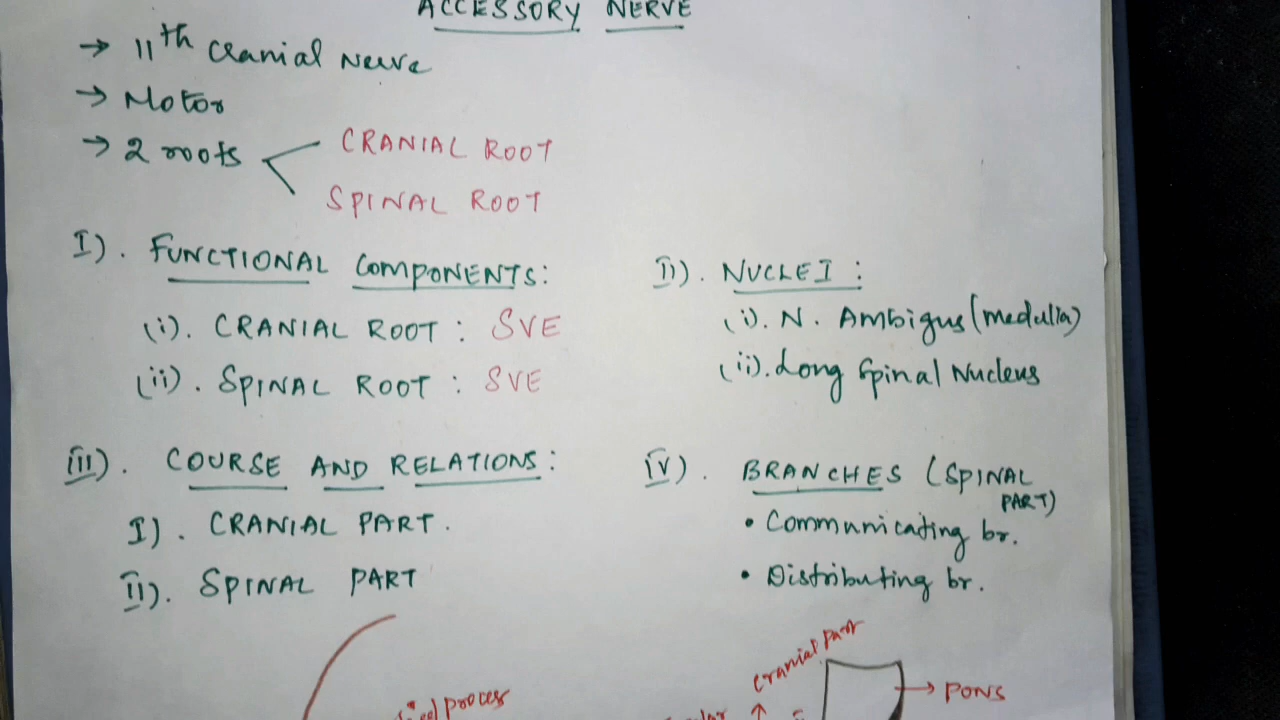 ACCESSORY NERVE
→ 11th Cranial Nerve
→ Motor
→ 2 roots
CRANIAL ROOT
SPINAL ROOT
I). FUNCTIONAL COMPONENTS:
(i). CRANIAL ROOT : SVE
(ii). SPINAL ROOT : SVE
II). NUCLEI :
(i). N. Ambigus (medulla)
(ii). Long Spinal Nucleus
III). COURSE AND RELATIONS :
I). CRANIAL PART.
II). SPINAL PART
IV). BRANCHES (SPINAL
PART)
• Communicating br.
• Distributing br.
cranial part
→ PONS
process